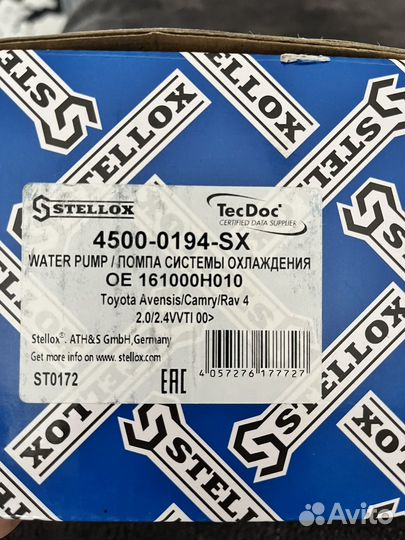 STELLOX
STELLOX
TecDoc
CERTIFIED DATA SUPPLIER
4500-0194-SX
WATER PUMP / ПОМПА СИСТЕМЫ ОХЛАЖДЕНИЯ
OE 161000H010
Toyota Avensis/Camry/Rav 4
2.0/2.4VVTI 00>
Stellox®. ATH&S GmbH,Germany
Get more info on www.stellox.com
ST0172
EAC
4 057276 177727
STELLOX
STELLOX
Avito